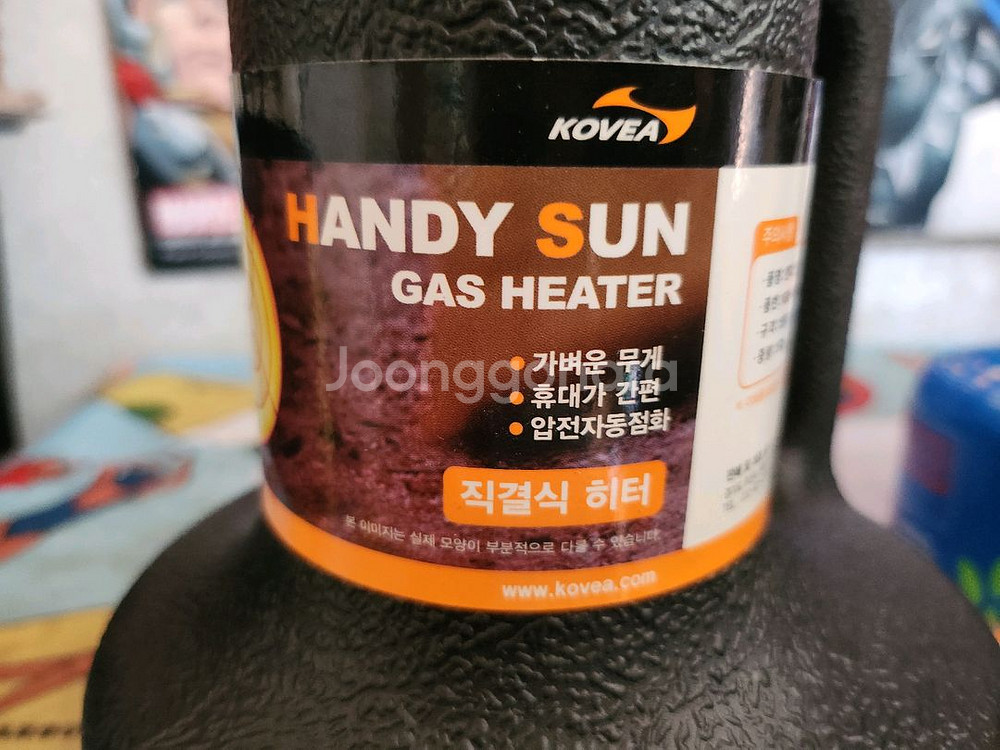 KOVEA
HANDY SUN
GAS HEATER
Joonggonara
• 가벼운 무게
• 휴대가 간편
• 압전자동점화
직결식 히터
본 이미지는 실제 모양이 부분적으로 다를 수 있습니다.
www.kovea.com